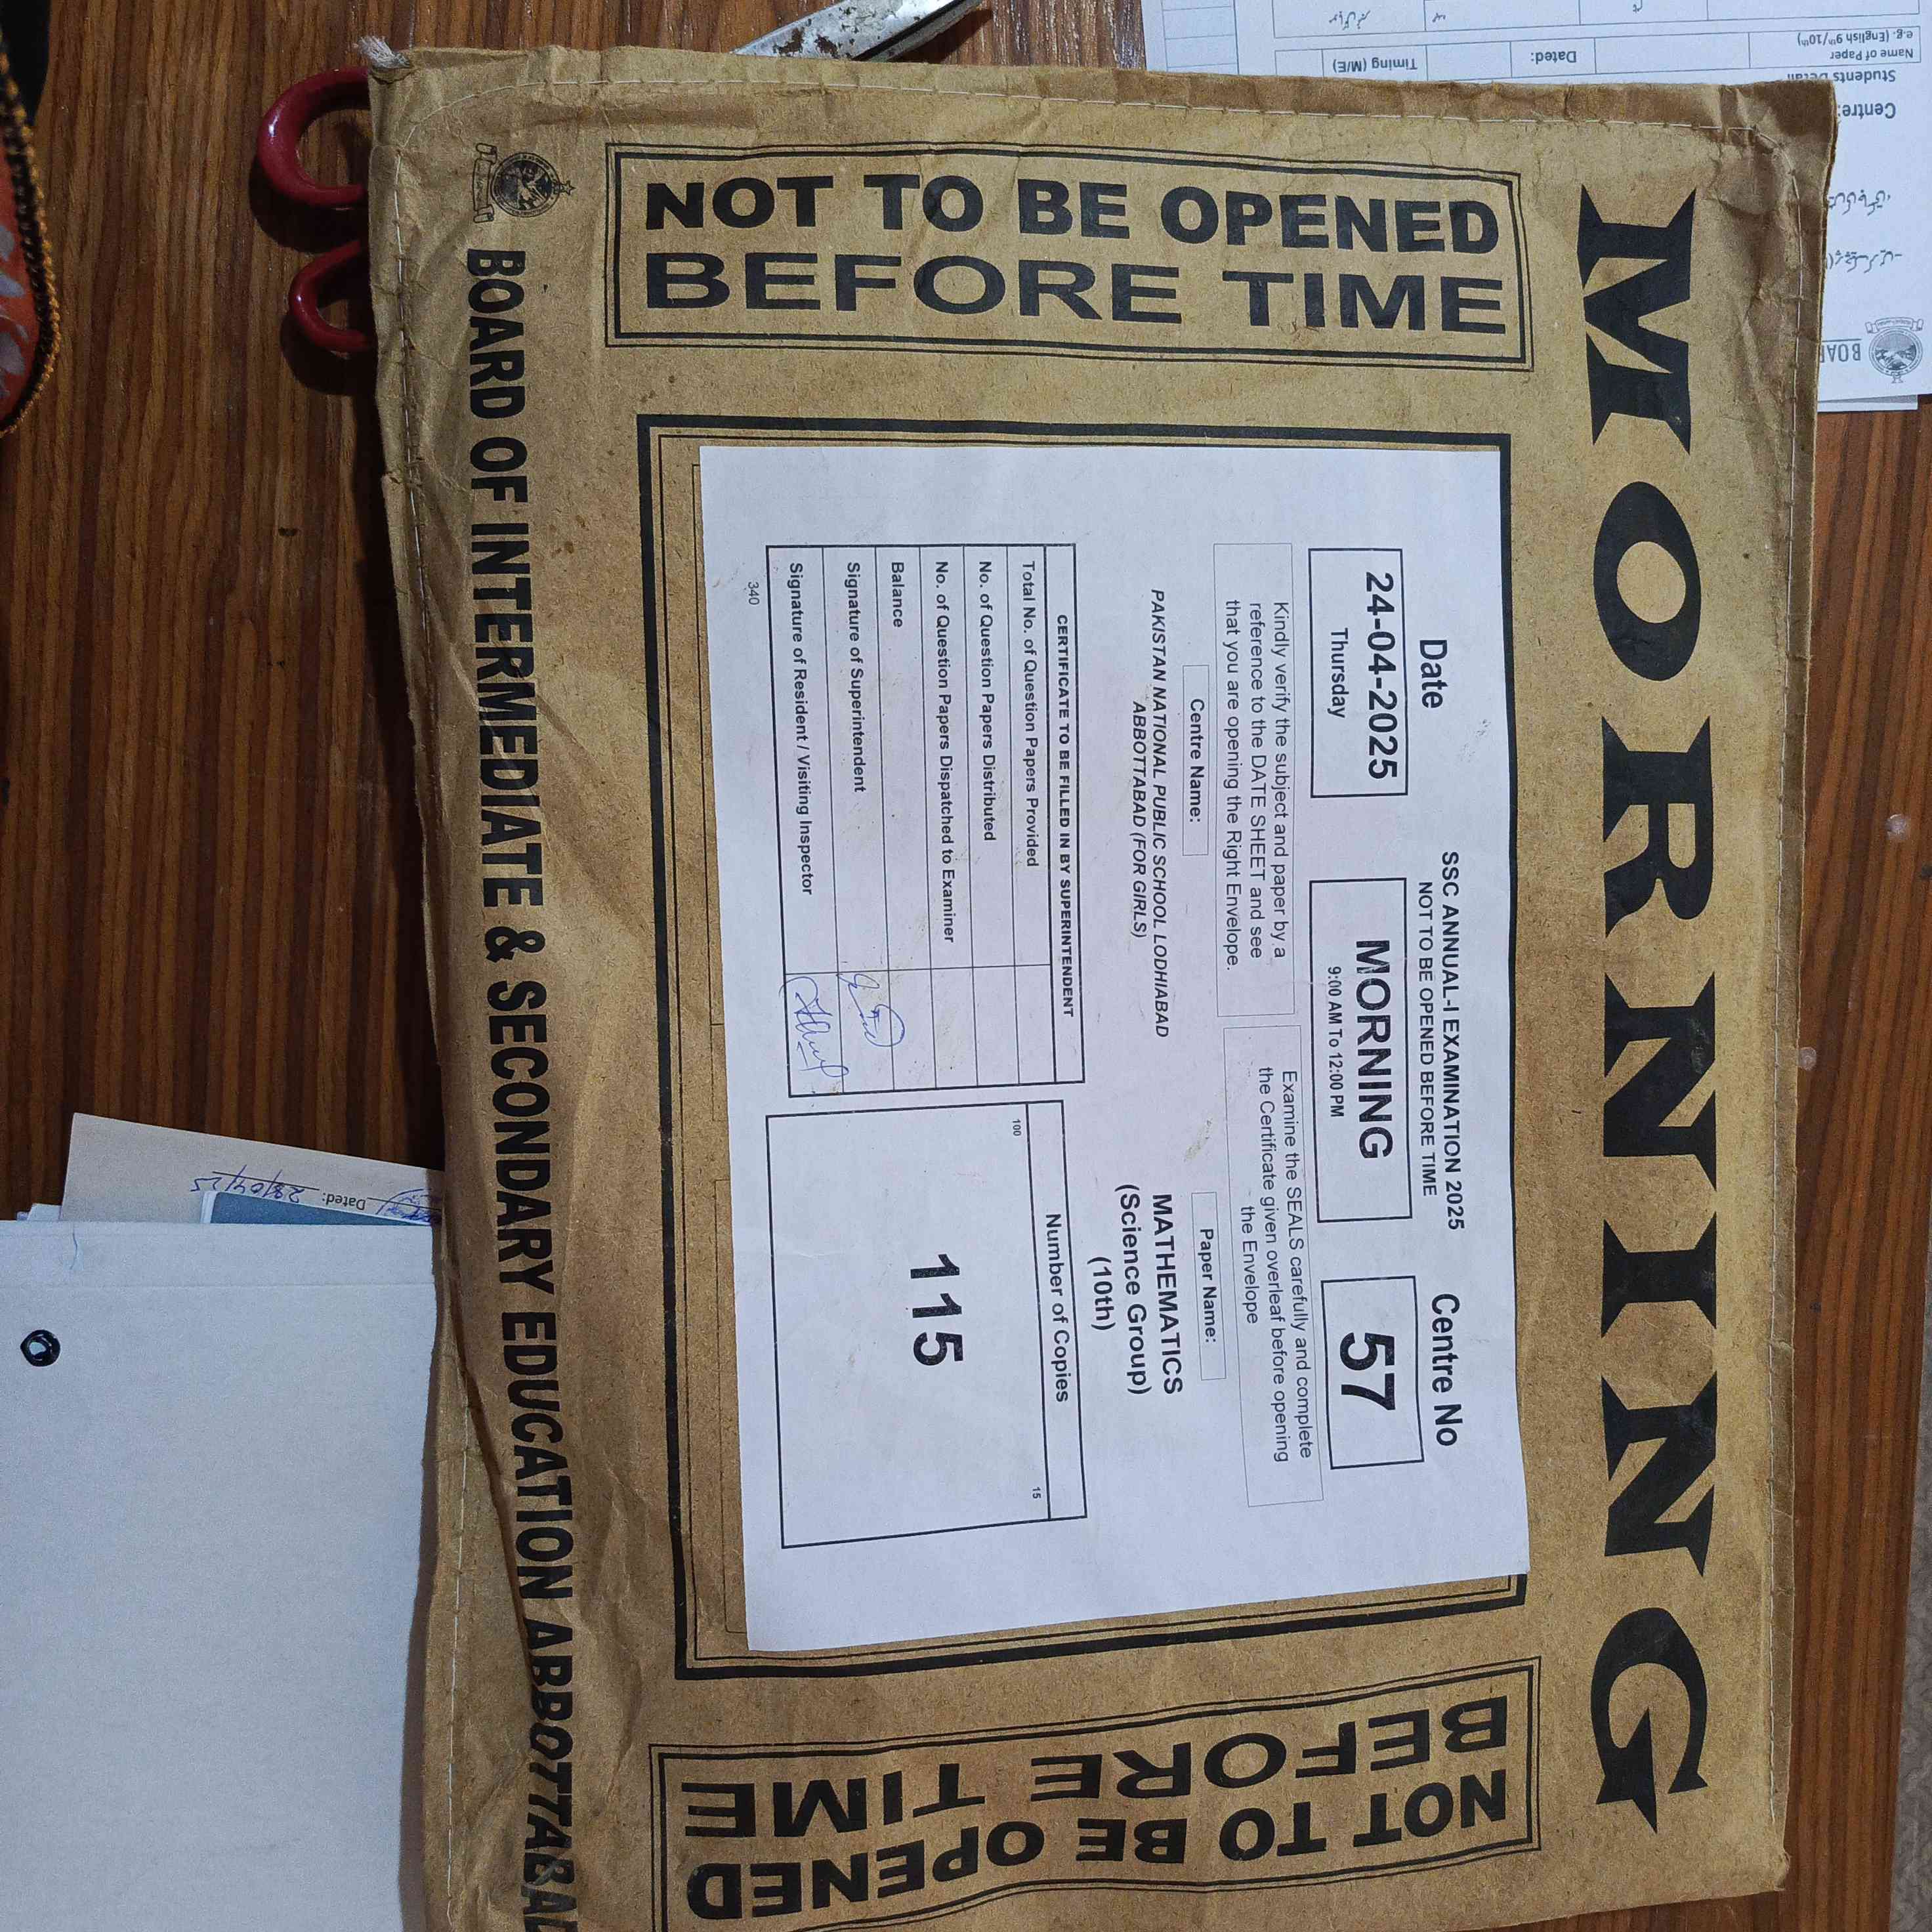 MORNING
NOT TO BE OPENED
BEFORE TIME
SSC ANNUAL-I EXAMINATION 2025
NOT TO BE OPENED BEFORE TIME
Date
24-04-2025
Thursday
MORNING
9:00 AM To 12:00 PM
Centre No
57
Kindly verify the subject and paper by a
reference to the DATE SHEET and see
that you are opening the Right Envelope.
Examine the SEALS carefully and complete
the Certificate given overleaf before opening
the Envelope
Centre Name:
PAKISTAN NATIONAL PUBLIC SCHOOL LODHIABAD
ABBOTTABAD (FOR GIRLS)
Paper Name:
MATHEMATICS
(Science Group)
(10th)
CERTIFICATE TO BE FILLED IN BY SUPERINTENDENT
Total No. of Question Papers Provided
No. of Question Papers Distributed
No. of Question Papers Dispatched to Examiner
Balance
Signature of Superintendent
Signature of Resident / Visiting Inspector
340
Number of Copies
100
15
115
NOT TO BE OPENED
BEFORE TIME
BOARD OF INTERMEDIATE & SECONDARY EDUCATION ABBOTTABA
BOAR
Centre:
Students Detail
Name of Paper
e.g. (English 9th/10th)
Dated:
Timing (M/E)
Dated: 29/04/25